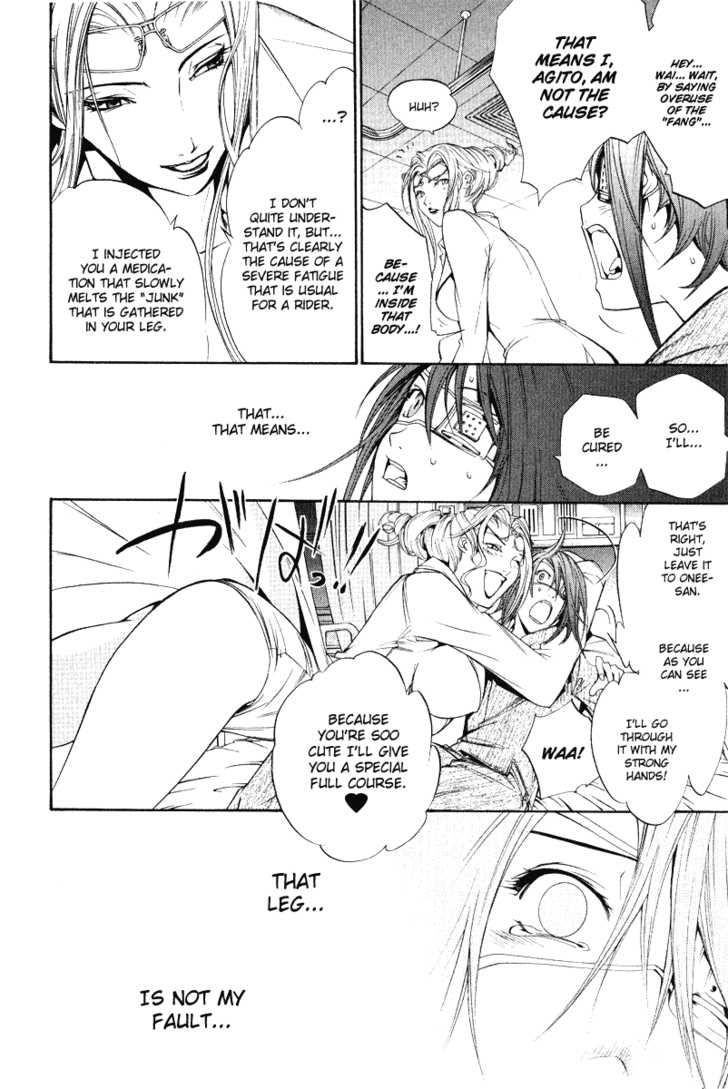 HEY...
WAI... WAIT,
BY SAYING
OVERUSE
OF THE
"FANG"...
THAT
MEANS I,
AGITO, AM
NOT THE
CAUSE?
HUH?
BE-
CAUSE
... I'M
INSIDE
THAT
BODY...!
...?
I DON'T
QUITE UNDER-
STAND IT, BUT...
THAT'S CLEARLY
THE CAUSE OF A
SEVERE FATIGUE
THAT IS USUAL
FOR A RIDER.
I INJECTED
YOU A MEDICA-
TION THAT SLOWLY
MELTS THE "JUNK"
THAT IS GATHERED
IN YOUR LEG.
SO...
I'LL...
BE
CURED
...
THAT...
THAT MEANS...
THAT'S
RIGHT,
JUST
LEAVE IT
TO ONEE-
SAN.
BECAUSE
AS YOU
CAN SEE
...
I'LL GO
THROUGH
IT WITH MY
STRONG
HANDS!
WAA!
がばっ!!
BECAUSE
YOU'RE SOO
CUTE I'LL GIVE
YOU A SPECIAL
FULL COURSE.
♥
THAT
LEG...
IS NOT MY
FAULT...